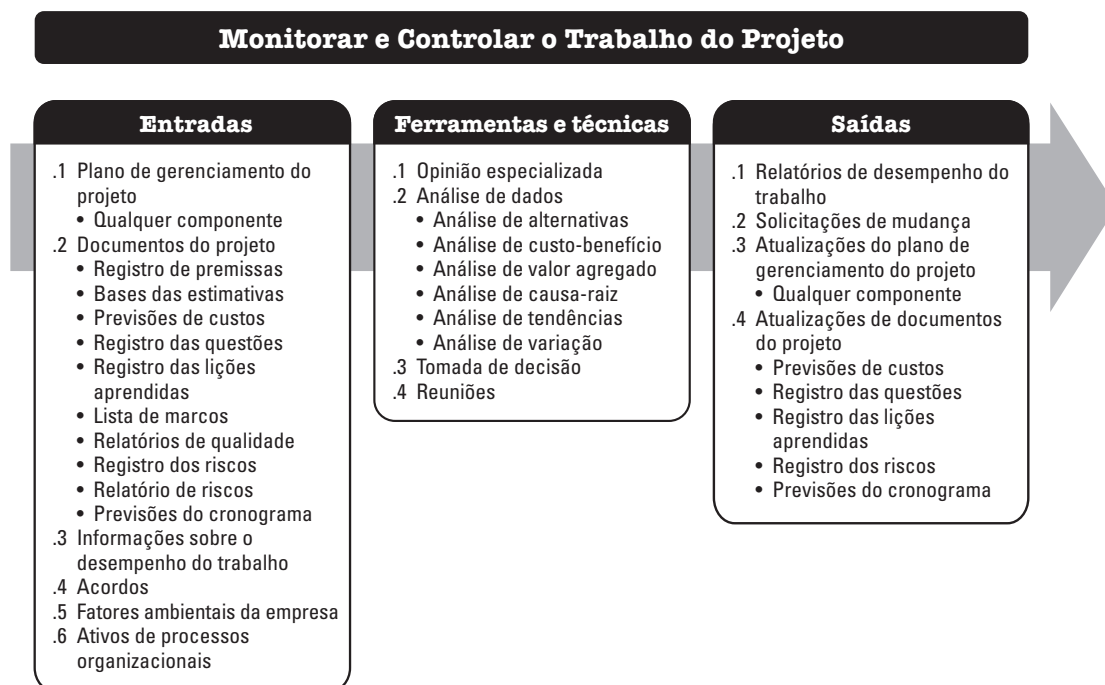 Monitorar e Controlar o Trabalho do Projeto
Entradas
.1 Plano de gerenciamento do
projeto
• Qualquer componente
.2 Documentos do projeto
• Registro de premissas
• Bases das estimativas
• Previsões de custos
• Registro das questões
• Registro das lições
aprendidas
• Lista de marcos
• Relatórios de qualidade
• Registro dos riscos
• Relatório de riscos
• Previsões do cronograma
.3 Informações sobre o
desempenho do trabalho
.4 Acordos
.5 Fatores ambientais da empresa
.6 Ativos de processos
organizacionais
Ferramentas e técnicas
.1 Opinião especializada
.2 Análise de dados
• Análise de alternativas
• Análise de custo-benefício
• Análise de valor agregado
• Análise de causa-raiz
• Análise de tendências
• Análise de variação
.3 Tomada de decisão
.4 Reuniões
Saídas
.1 Relatórios de desempenho do
trabalho
.2 Solicitações de mudança
.3 Atualizações do plano de
gerenciamento do projeto
• Qualquer componente
.4 Atualizações de documentos
do projeto
• Previsões de custos
• Registro das questões
• Registro das lições
aprendidas
• Registro dos riscos
• Previsões do cronograma